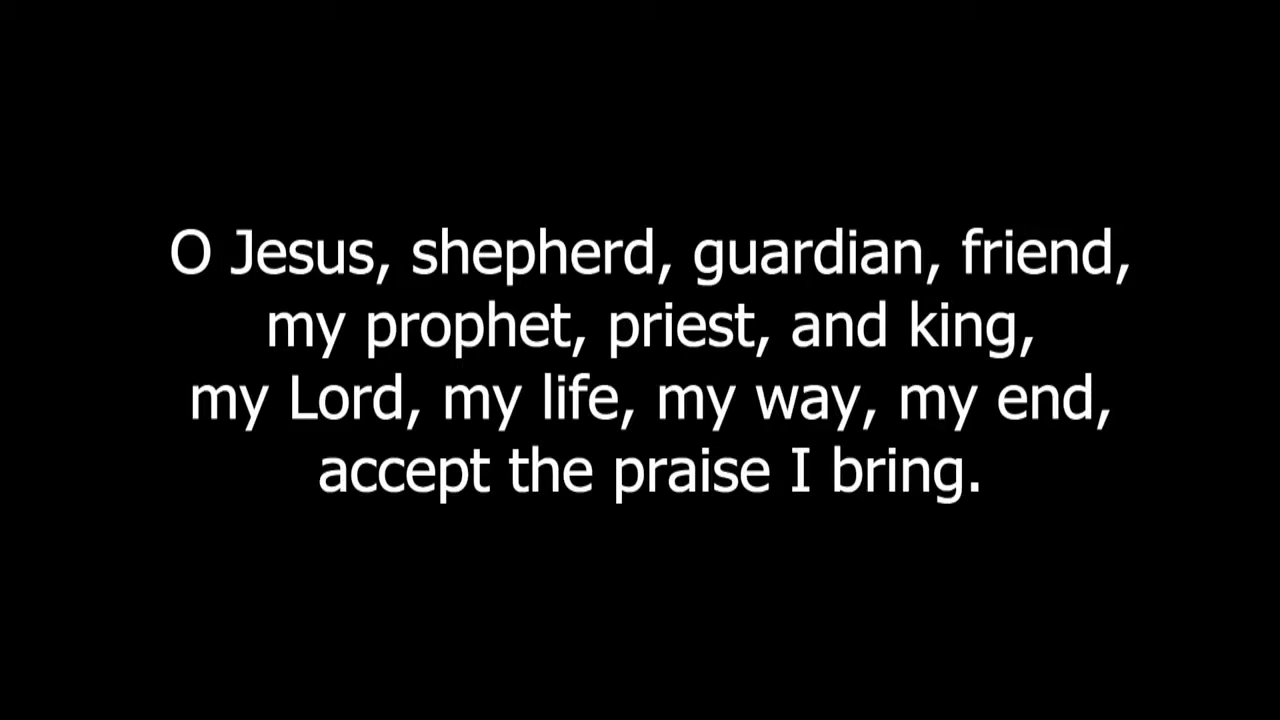 O Jesus, shepherd, guardian, friend,
my prophet, priest, and king,
my Lord, my life, my way, my end,
accept the praise I bring.